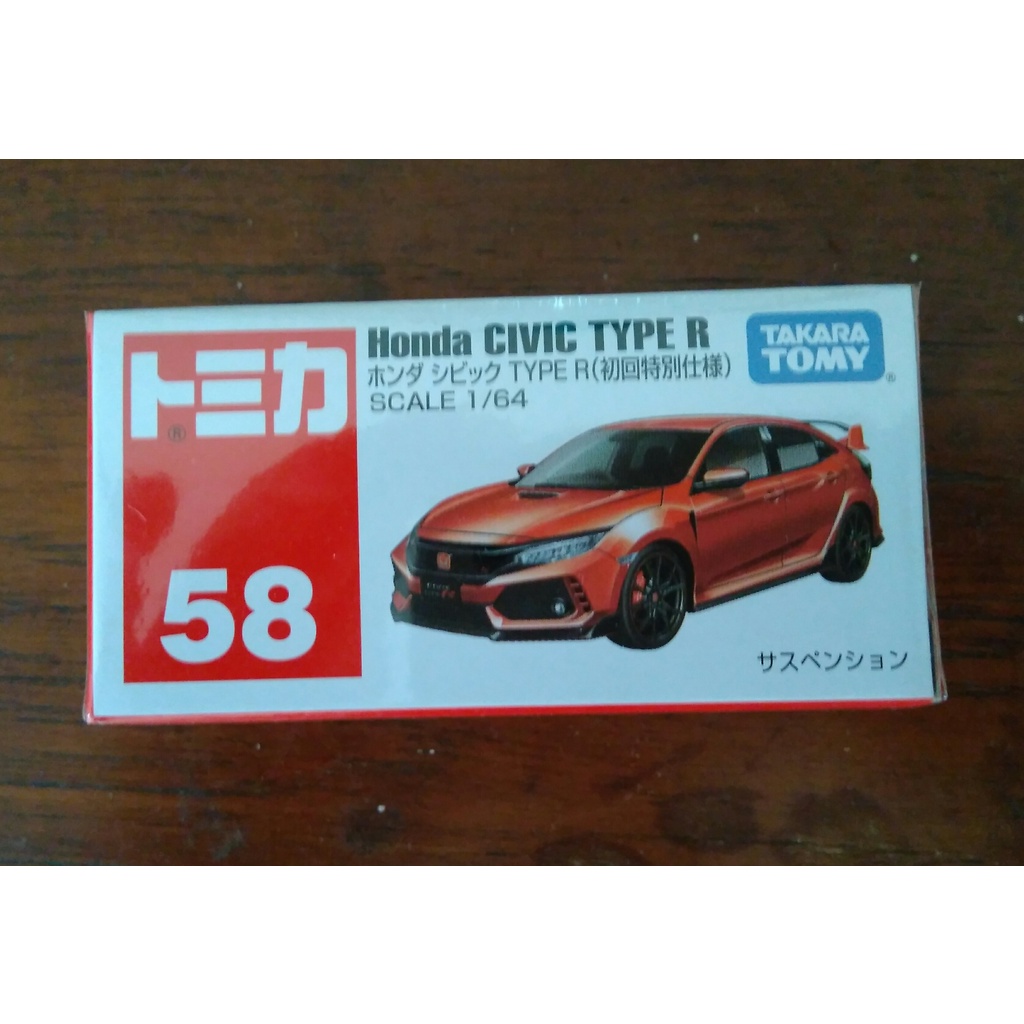 トミカ
®
58
Honda CIVIC TYPE R
ホンダ シビック TYPE R(初回特別仕様)
SCALE 1/64
TAKARA
TOMY
®
サスペンション